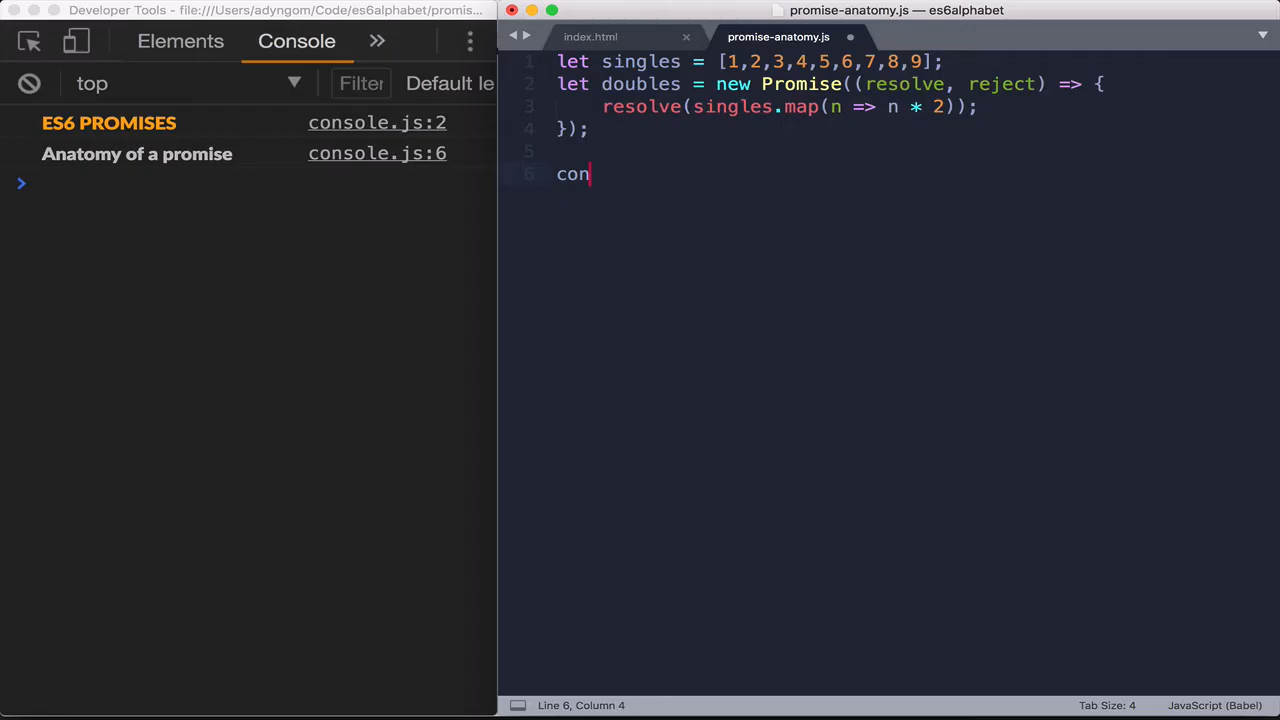 Developer Tools - file:///Users/adyngom/Code/es6alphabet/promis...
Elements Console »
top Filter Default le
ES6 PROMISES console.js:2
Anatomy of a promise console.js:6
>
promise-anatomy.js — es6alphabet
index.html × promise-anatomy.js
1 let singles = [1,2,3,4,5,6,7,8,9];
2 let doubles = new Promise((resolve, reject) => {
3     resolve(singles.map(n => n * 2));
4 });
5
6 con
Line 6, Column 4 Tab Size: 4 JavaScript (Babel)